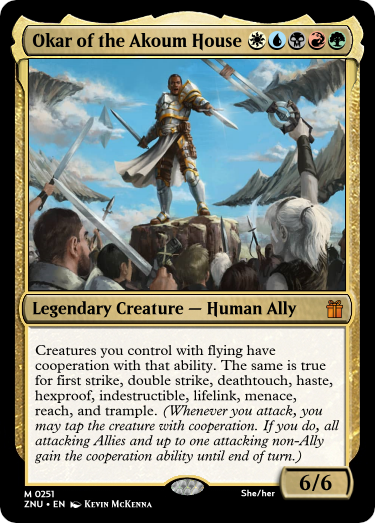 Okar of the Akoum House
Legendary Creature — Human Ally
Creatures you control with flying have
cooperation with that ability. The same is true
for first strike, double strike, deathtouch, haste,
hexproof, indestructible, lifelink, menace,
reach, and trample. (Whenever you attack, you
may tap the creature with cooperation. If you do, all
attacking Allies and up to one attacking non-Ally
gain the cooperation ability until end of turn.)
6/6
M 0251
She/her
ZNU • EN Kevin McKenna